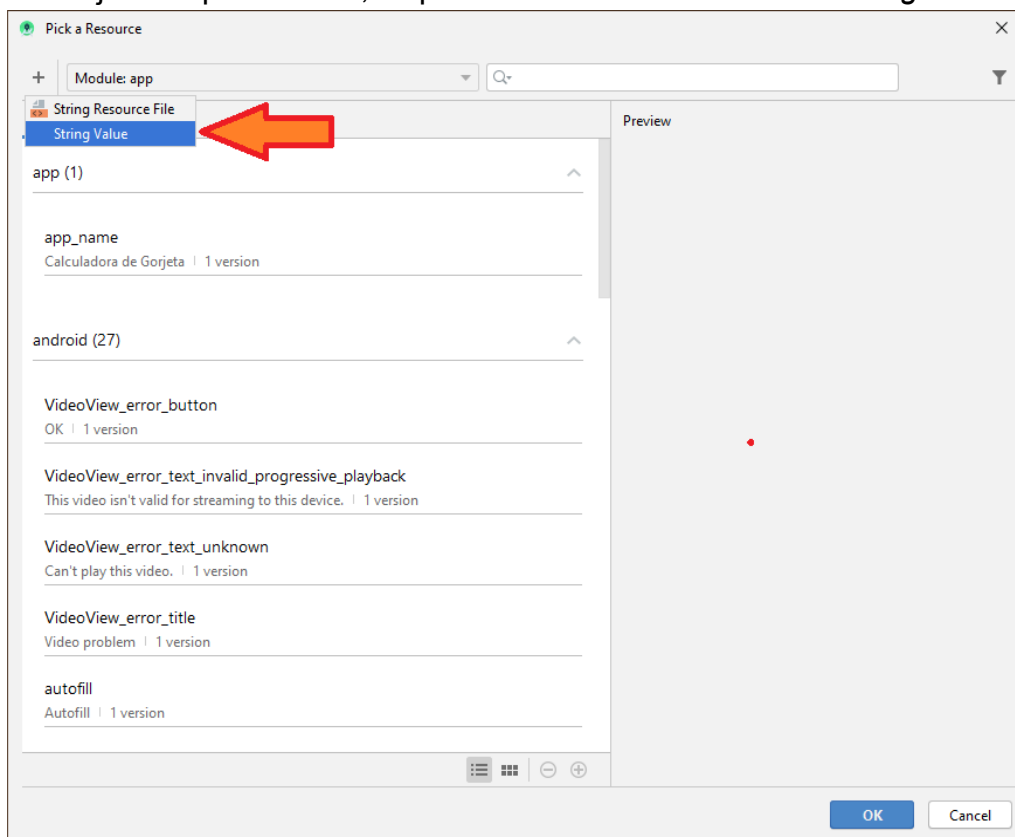 Pick a Resource
Module: app
String Resource File
String Value
Preview
app (1)
app_name
Calculadora de Gorjeta | 1 version
android (27)
VideoView_error_button
OK | 1 version
VideoView_error_text_invalid_progressive_playback
This video isn't valid for streaming to this device. | 1 version
VideoView_error_text_unknown
Can't play this video. | 1 version
VideoView_error_title
Video problem | 1 version
autofill
Autofill | 1 version
OK Cancel